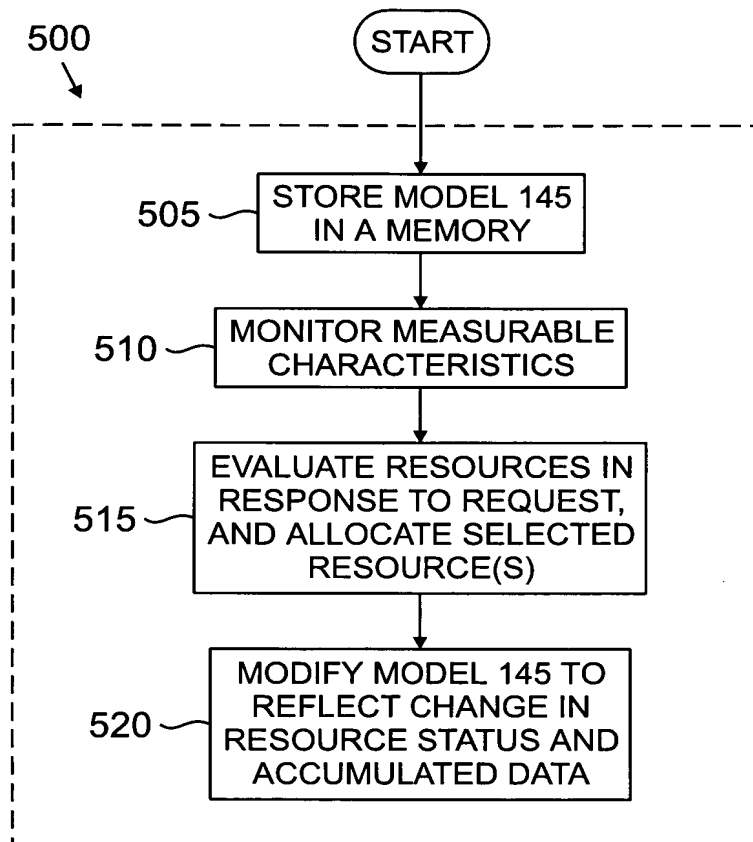 500
START
505
STORE MODEL 145
IN A MEMORY
510
MONITOR MEASURABLE
CHARACTERISTICS
515
EVALUATE RESOURCES IN
RESPONSE TO REQUEST,
AND ALLOCATE SELECTED
RESOURCE(S)
520
MODIFY MODEL 145 TO
REFLECT CHANGE IN
RESOURCE STATUS AND
ACCUMULATED DATA